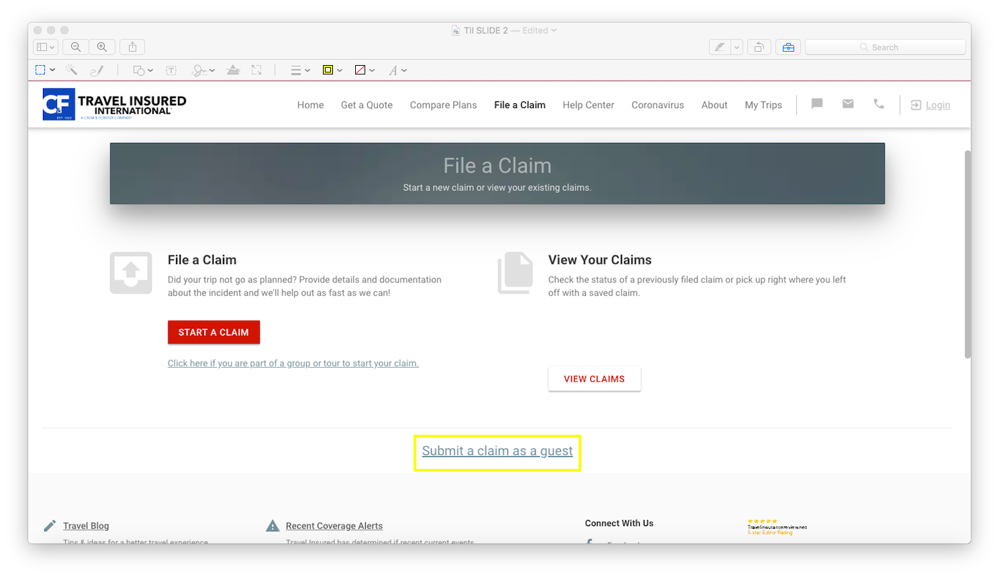 TII SLIDE 2 — Edited
Search
CF
&
EST 1822
TRAVEL INSURED
INTERNATIONAL
A CRUM & FORSTER COMPANY
Home
Get a Quote
Compare Plans
File a Claim
Help Center
Coronavirus
About
My Trips
Login
File a Claim
Start a new claim or view your existing claims.
File a Claim
Did your trip not go as planned? Provide details and documentation
about the incident and we'll help out as fast as we can!
START A CLAIM
Click here if you are part of a group or tour to start your claim.
View Your Claims
Check the status of a previously filed claim or pick up right where you left
off with a saved claim.
VIEW CLAIMS
Submit a claim as a guest
Travel Blog
Tips & ideas for a better travel experience
Recent Coverage Alerts
Travel Insured has determined if recent current events
Connect With Us
Facebook
Travelinsurancereview.net
5-star Editor Rating